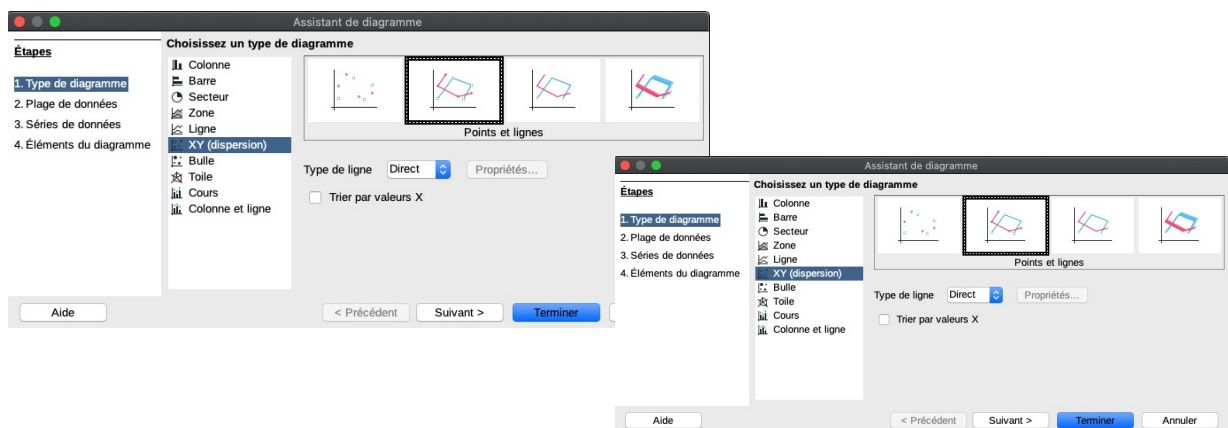 Assistant de diagramme
Étapes
1. Type de diagramme
2. Plage de données
3. Séries de données
4. Éléments du diagramme
Choisissez un type de diagramme
Colonne
Barre
Secteur
Zone
Ligne
XY (dispersion)
Bulle
Toile
Cours
Colonne et ligne
Points et lignes
Type de ligne Direct Propriétés...
Trier par valeurs X
Aide < Précédent Suivant > Terminer
Assistant de diagramme
Étapes
1. Type de diagramme
2. Plage de données
3. Séries de données
4. Éléments du diagramme
Choisissez un type de diagramme
Colonne
Barre
Secteur
Zone
Ligne
XY (dispersion)
Bulle
Toile
Cours
Colonne et ligne
Points et lignes
Type de ligne Direct Propriétés...
Trier par valeurs X
Aide < Précédent Suivant > Terminer Annuler